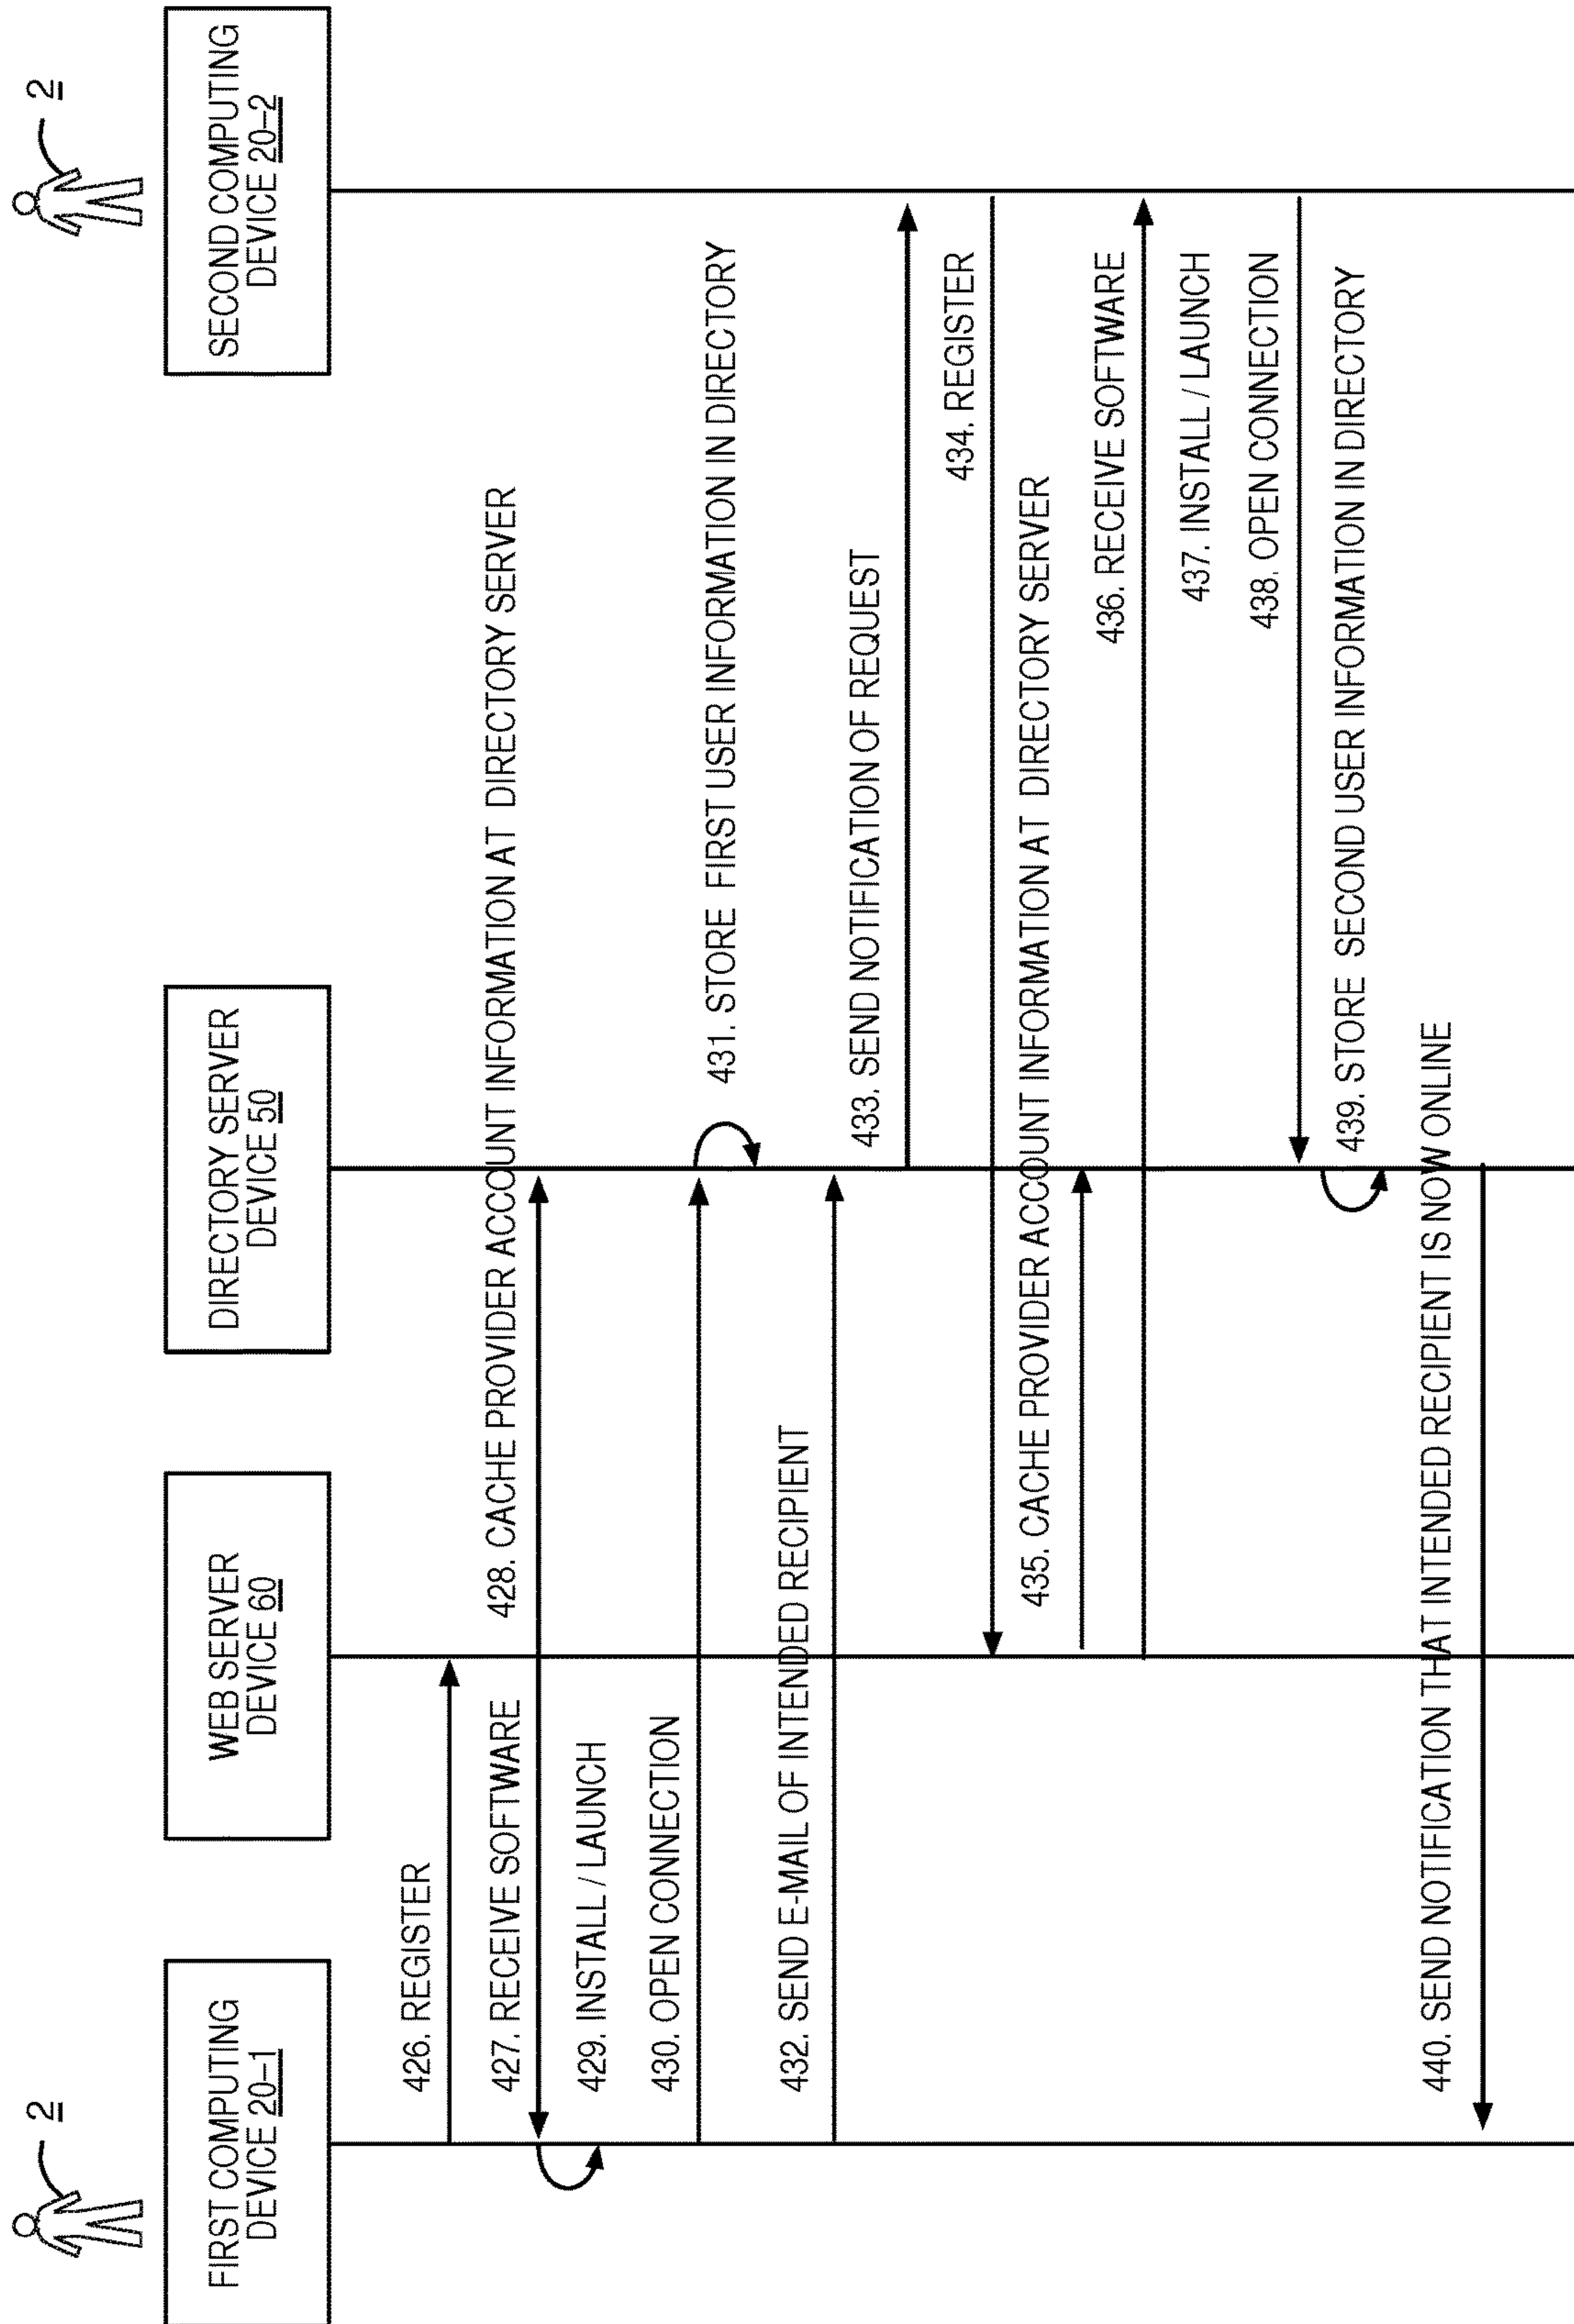 2
2
FIRST COMPUTING
DEVICE 20–1
WEB SERVER
DEVICE 60
DIRECTORY SERVER
DEVICE 50
SECOND COMPUTING
DEVICE 20–2
426. REGISTER
427. RECEIVE SOFTWARE
428. CACHE PROVIDER ACCOUNT INFORMATION AT DIRECTORY SERVER
429. INSTALL / LAUNCH
430. OPEN CONNECTION
431. STORE FIRST USER INFORMATION IN DIRECTORY
432. SEND E-MAIL OF INTENDED RECIPIENT
433. SEND NOTIFICATION OF REQUEST
434. REGISTER
435. CACHE PROVIDER ACCOUNT INFORMATION AT DIRECTORY SERVER
436. RECEIVE SOFTWARE
437. INSTALL / LAUNCH
438. OPEN CONNECTION
439. STORE SECOND USER INFORMATION IN DIRECTORY
440. SEND NOTIFICATION THAT INTENDED RECIPIENT IS NOW ONLINE